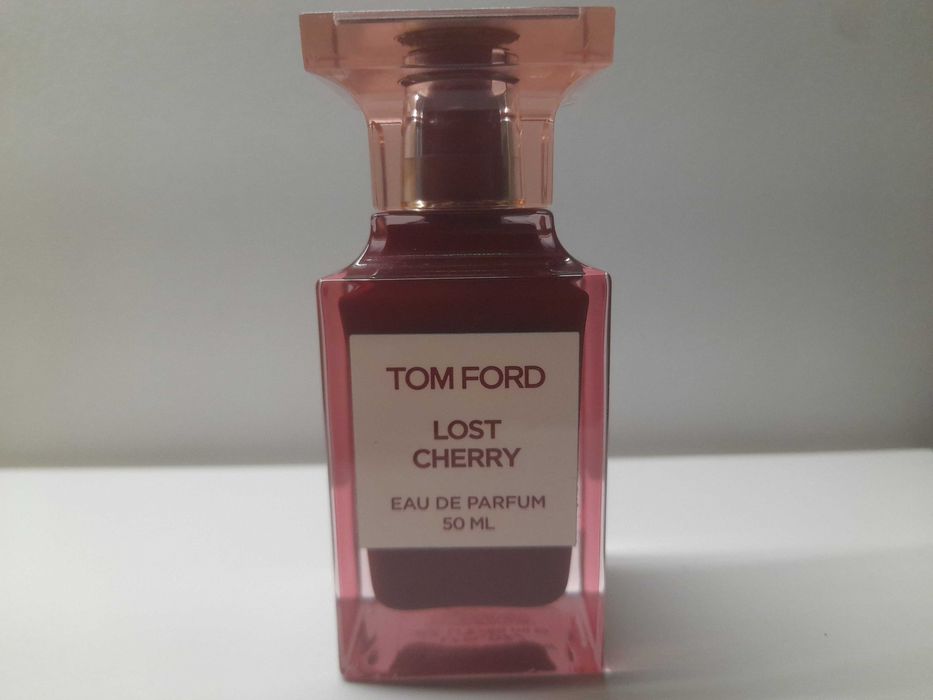 TOM FORD
LOST
CHERRY
EAU DE PARFUM
50 ML